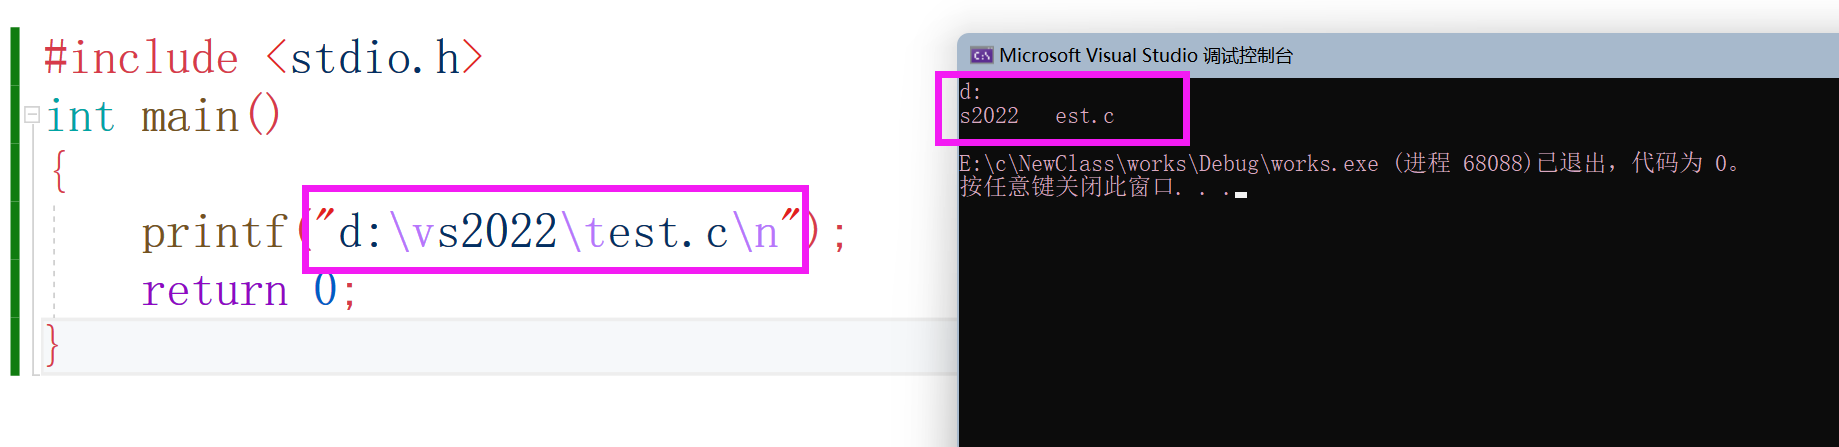 #include <stdio.h>
int main()
{
printf("d:\vs2022\test.c\n");
return 0;
}
Microsoft Visual Studio 调试控制台
d:
s2022   est.c
E:\c\NewClass\works\Debug\works.exe (进程 68088)已退出，代码为 0。
按任意键关闭此窗口. . .